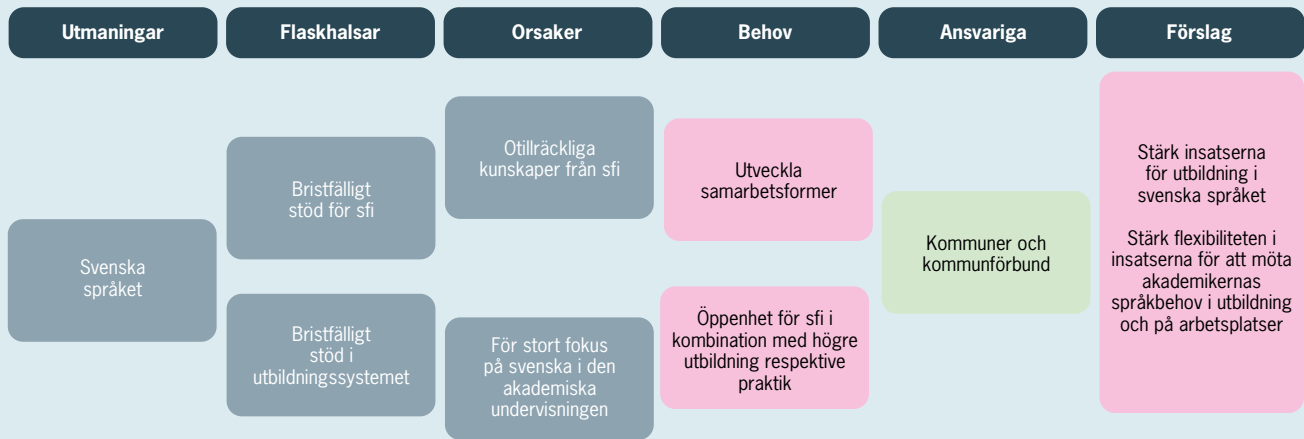 Utmaningar
Flaskhalsar
Orsaker
Behov
Ansvariga
Förslag
Svenska
språket
Bristfälligt
stöd för sfi
Bristfälligt
stöd i
utbildningssystemet
Otillräckliga
kunskaper från sfi
För stort fokus
på svenska i den
akademiska
undervisningen
Utveckla
samarbetsformer
Öppenhet för sfi i
kombination med högre
utbildning respektive
praktik
Kommuner och
kommunförbund
Stärk insatserna
för utbildning i
svenska språket
Stärk flexibiliteten i
insatserna för att möta
akademikernas
språkbehov i utbildning
och på arbetsplatser